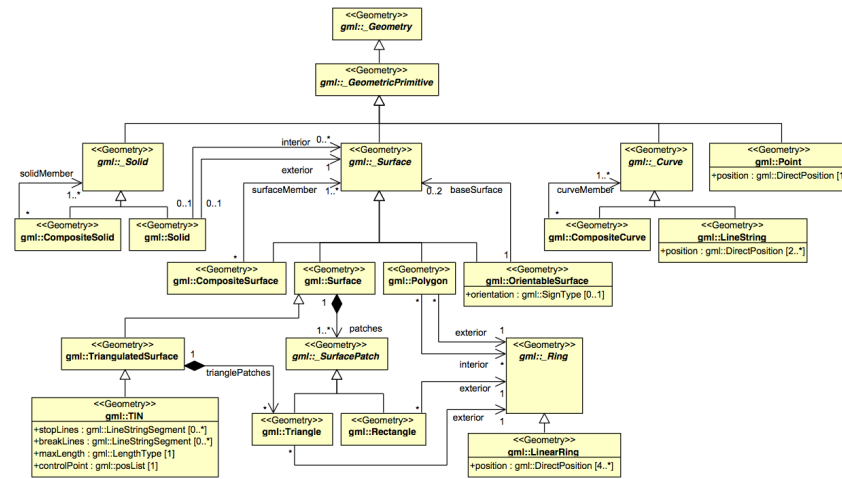 <<Geometry>>
gml::_Geometry
<<Geometry>>
gml::_GeometricPrimitive
<<Geometry>>
gml::_Solid
interior
0..*
exterior
1
<<Geometry>>
gml::_Surface
<<Geometry>>
gml::_Curve
<<Geometry>>
gml::Point
+position : gml::DirectPosition [1
solidMember
1..*
*
0..1
0..1
surfaceMember
1..*
0..2
baseSurface
1..*
curveMember
*
<<Geometry>>
gml::CompositeSolid
<<Geometry>>
gml::Solid
<<Geometry>>
gml::CompositeCurve
<<Geometry>>
gml::LineString
+position : gml::DirectPosition [2..*]
*
1
<<Geometry>>
gml::CompositeSurface
<<Geometry>>
gml::Surface
<<Geometry>>
gml::Polygon
<<Geometry>>
gml::OrientableSurface
+orientation : gml::SignType [0..1]
1
*
*
1..*
patches
exterior
1
interior
*
<<Geometry>>
gml::TriangulatedSurface
1
trianglePatches
*
<<Geometry>>
gml::_SurfacePatch
<<Geometry>>
gml::_Ring
exterior
1
exterior
1
<<Geometry>>
gml::TIN
+stopLines : gml::LineStringSegment [0..*]
+breakLines : gml::LineStringSegment [0..*]
+maxLength : gml::LengthType [1]
+controlPoint : gml::posList [1]
<<Geometry>>
gml::Triangle
*
<<Geometry>>
gml::Rectangle
*
<<Geometry>>
gml::LinearRing
+position : gml::DirectPosition [4..*]